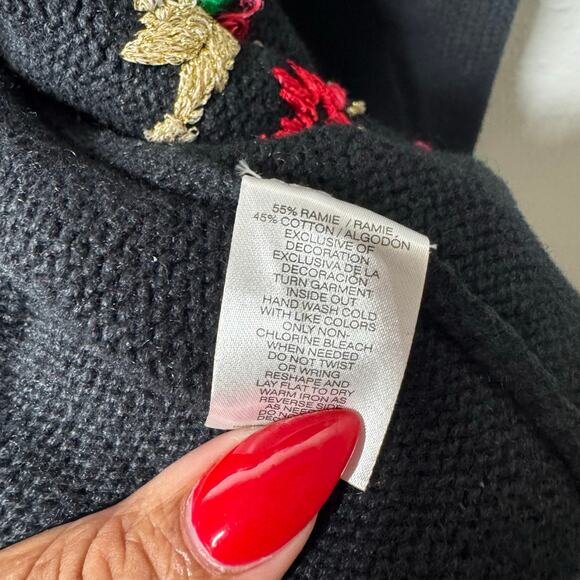 55% RAMIE / RAMIE
45% COTTON / ALGODÓN
EXCLUSIVE OF
DECORATION
EXCLUSIVA DE LA
DECORACIÓN
TURN GARMENT
INSIDE OUT
HAND WASH COLD
WITH LIKE COLORS
ONLY NON-
CHLORINE BLEACH
WHEN NEEDED
DO NOT TWIST
OR WRING
RESHAPE AND
LAY FLAT TO DRY
WARM IRON AS
REVERSE SIDE
AS
DO